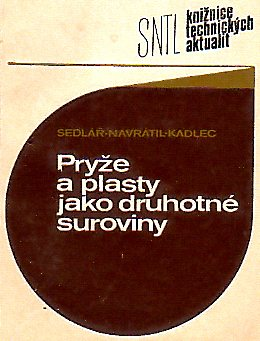 SNTL
knižnice
technických
aktualit
SEDLÁŘ·NAVRÁTIL·KADLEC
Pryže
a plasty
jako druhotné
suroviny